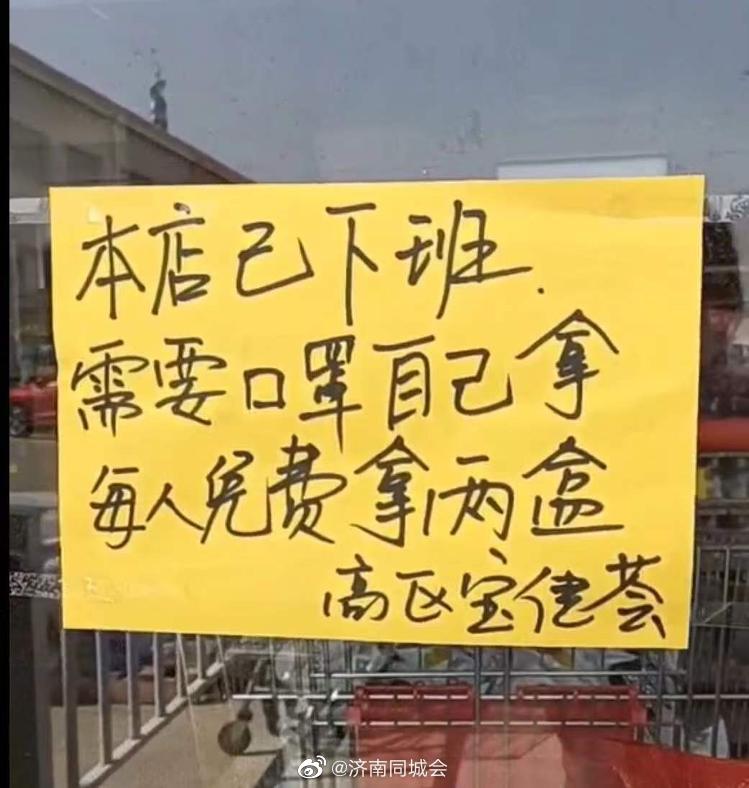 本店已下班.
需要口罩自己拿
每人免费拿两盒
高区宝佳荟
@济南同城会